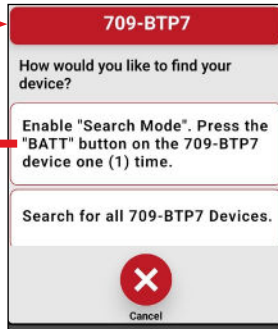 709-BTP7
How would you like to find your
device?
Enable "Search Mode". Press the
"BATT" button on the 709-BTP7
device one (1) time.
Search for all 709-BTP7 Devices.
Cancel